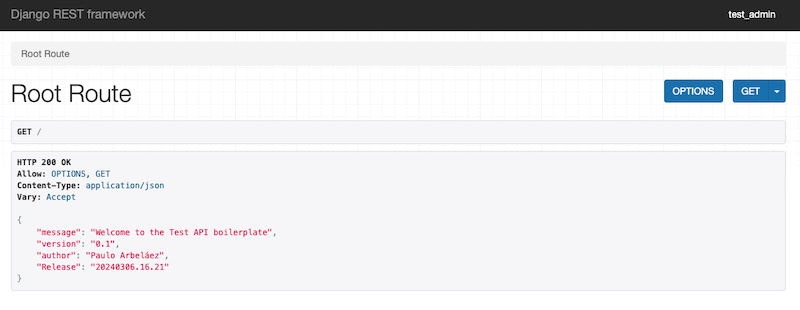 Django REST framework test_admin
Root Route
Root Route OPTIONS GET
GET /
HTTP 200 OK
Allow: OPTIONS, GET
Content-Type: application/json
Vary: Accept
{
"message": "Welcome to the Test API boilerplate",
"version": "0.1",
"author": "Paulo Arbeláez",
"Release": "20240306.16.21"
}